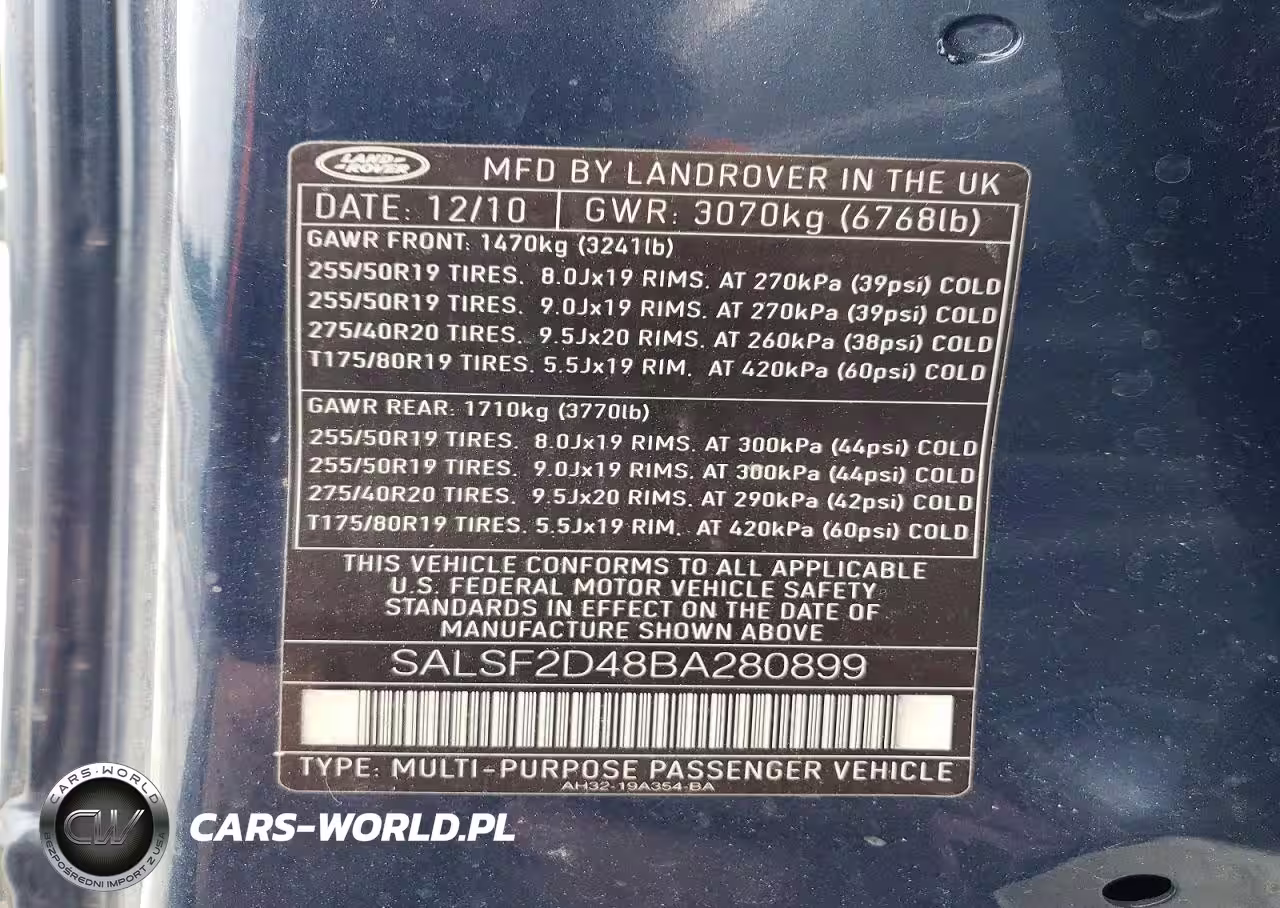 LAND-
-ROVER
MFD BY LANDROVER IN THE UK
DATE: 12/10 GWR: 3070kg (6768lb)
GAWR FRONT: 1470kg (3241lb)
255/50R19 TIRES. 8.0Jx19 RIMS. AT 270kPa (39psi) COLD
255/50R19 TIRES. 9.0Jx19 RIMS. AT 270kPa (39psi) COLD
275/40R20 TIRES. 9.5Jx20 RIMS. AT 260kPa (38psi) COLD
T175/80R19 TIRES. 5.5Jx19 RIM. AT 420kPa (60psi) COLD
GAWR REAR: 1710kg (3770lb)
255/50R19 TIRES. 8.0Jx19 RIMS. AT 300kPa (44psi) COLD
255/50R19 TIRES. 9.0Jx19 RIMS. AT 300kPa (44psi) COLD
275/40R20 TIRES. 9.5Jx20 RIMS. AT 290kPa (42psi) COLD
T175/80R19 TIRES. 5.5Jx19 RIM. AT 420kPa (60psi) COLD
THIS VEHICLE CONFORMS TO ALL APPLICABLE
U.S. FEDERAL MOTOR VEHICLE SAFETY
STANDARDS IN EFFECT ON THE DATE OF
MANUFACTURE SHOWN ABOVE
SALSF2D48BA280899
TYPE: MULTI-PURPOSE PASSENGER VEHICLE
AH32-19A354-BA
CARS-WORLD
CW
BEZPOŚREDNI IMPORT Z USA
CARS-WORLD.PL